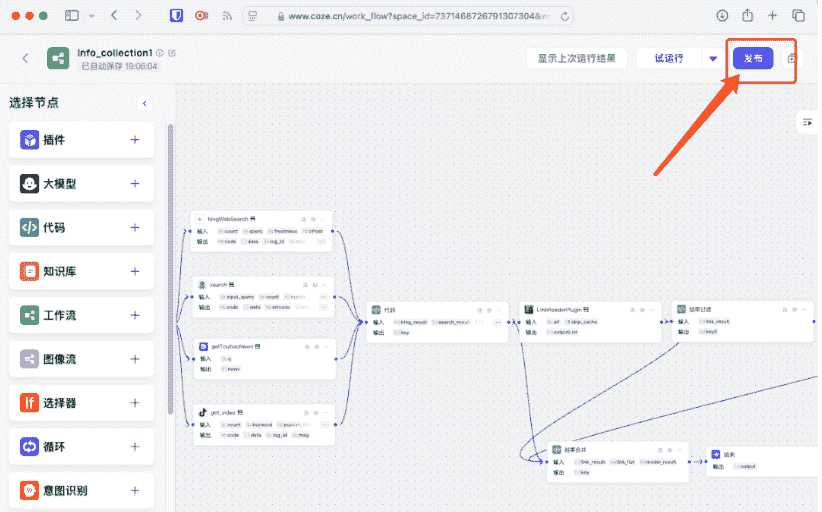 www.coze.cn/work_flow?space_id=7371468726791307304&w
info_collection1
已自动保存 19:06:04
显示上次运行结果
试运行
发布
选择节点
插件
大模型
代码
知识库
工作流
图像流
选择器
循环
意图识别
bingWebSearch
输入 count query freshness offset
输出 code data log_id
search
输入 input_query count
输出 code data
getToutiaoNews
输入 q
输出 news
get_video
输入 count keyword
输出 code data log_id msg
代码
输入 bing_result search_result
输出 key
LinkReaderPlugin
输入 url skip_cache
输出 outputList
结果过滤
输入 link_result
输出 key0
结果合并
输入 link_result link_list
输出 key
结束
输出 output